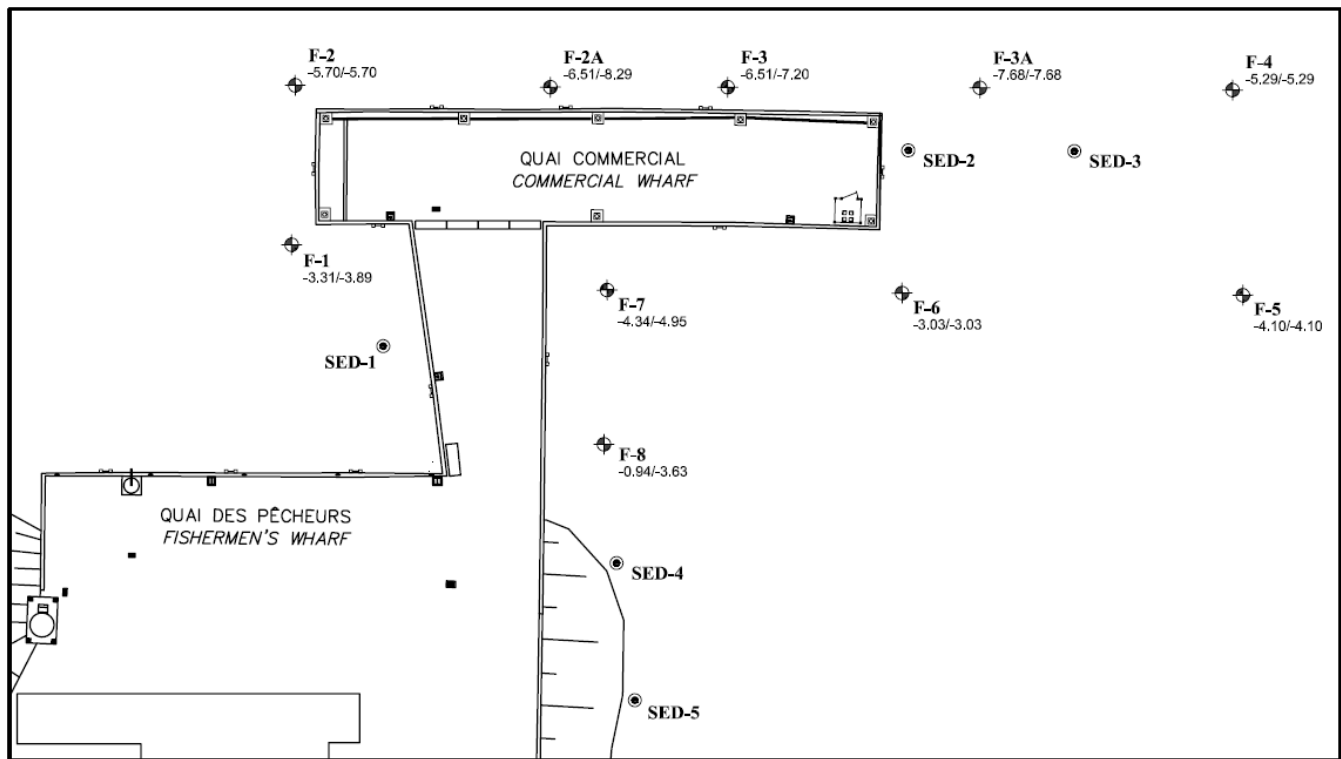 F-2
-5.70/-5.70
F-2A
-6.51/-8.29
F-3
-6.51/-7.20
F-3A
-7.68/-7.68
F-4
-5.29/-5.29
QUAI COMMERCIAL
COMMERCIAL WHARF
SED-2
SED-3
F-1
-3.31/-3.89
F-7
-4.34/-4.95
F-6
-3.03/-3.03
F-5
-4.10/-4.10
SED-1
F-8
-0.94/-3.63
QUAI DES PÊCHEURS
FISHERMEN'S WHARF
SED-4
SED-5